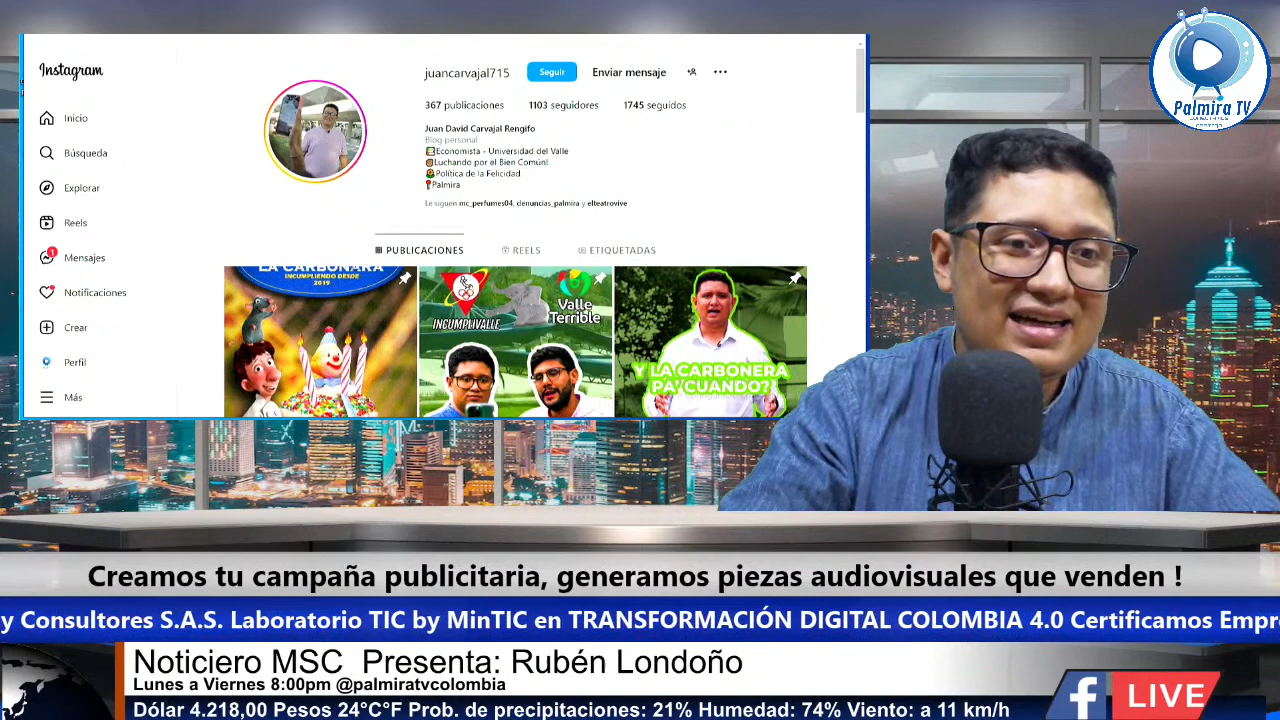 Instagram
Inicio
Búsqueda
Explorar
Reels
1
Mensajes
Notificaciones
Crear
Perfil
Más
juancarvajal715 Seguir Enviar mensaje
367 publicaciones 1103 seguidores 1745 seguidos
Juan David Carvajal Rengifo
Blog personal
Economista - Universidad del Valle
Luchando por el Bien Común!
Política de la Felicidad
Palmira
Le siguen mc_perfumes04, denuncias_palmira y elteatrovive
PUBLICACIONES REELS ETIQUETADAS
LA CARBONARA
INCUMPLIENDO DESDE
2019
INCUMPLIVALLE
Valle
Terrible
Y LA CARBONERA
PA' CUANDO?
Palmira TV
Creamos tu campaña publicitaria, generamos piezas audiovisuales que venden !
y Consultores S.A.S. Laboratorio TIC by MinTIC en TRANSFORMACIÓN DIGITAL COLOMBIA 4.0 Certificamos Empr
Noticiero MSC Presenta: Rubén Londoño
Lunes a Viernes 8:00pm @palmiratvcolombia
Dólar 4.218,00 Pesos 24°C°F Prob. de precipitaciones: 21% Humedad: 74% Viento: a 11 km/h
f LIVE